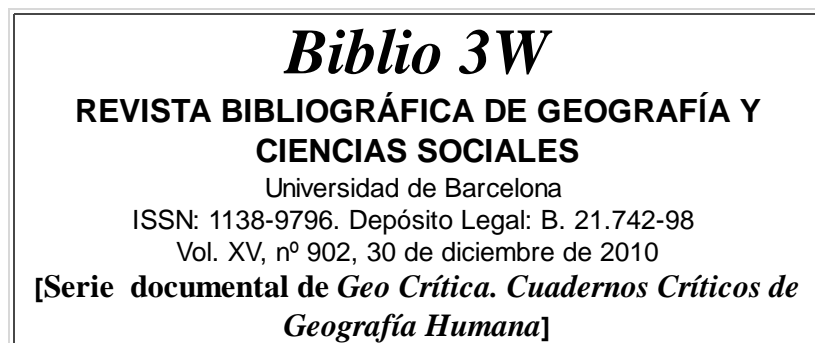 Biblio 3W
REVISTA BIBLIOGRÁFICA DE GEOGRAFÍA Y
CIENCIAS SOCIALES
Universidad de Barcelona
ISSN: 1138-9796. Depósito Legal: B. 21.742-98
Vol. XV, nº 902, 30 de diciembre de 2010
[Serie documental de Geo Crítica. Cuadernos Críticos de
Geografía Humana]